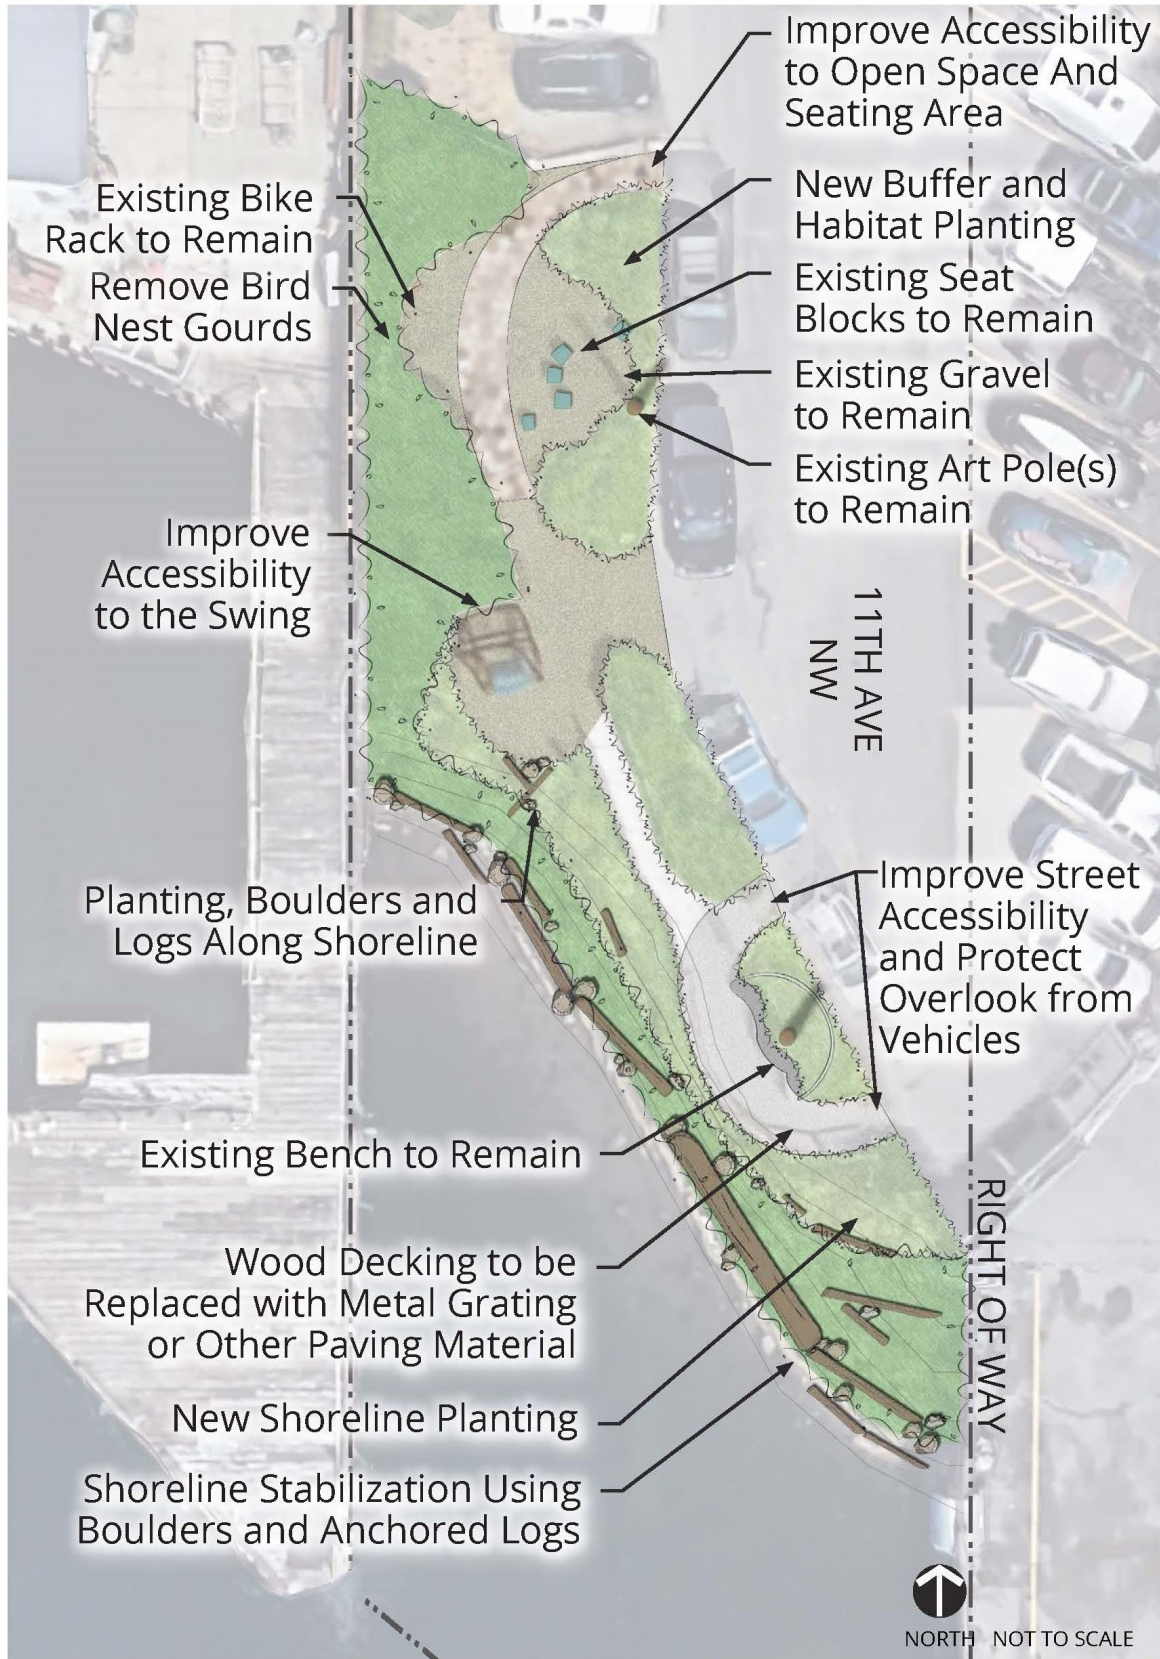 Improve Accessibility
to Open Space And
Seating Area
Existing Bike
Rack to Remain
New Buffer and
Habitat Planting
Remove Bird
Nest Gourds
Existing Seat
Blocks to Remain
Existing Gravel
to Remain
Existing Art Pole(s)
to Remain
Improve
Accessibility
to the Swing
11TH AVE
NW
Planting, Boulders and
Logs Along Shoreline
Improve Street
Accessibility
and Protect
Overlook from
Vehicles
Existing Bench to Remain
RIGHT OF WAY
Wood Decking to be
Replaced with Metal Grating
or Other Paving Material
New Shoreline Planting
Shoreline Stabilization Using
Boulders and Anchored Logs
NORTH
NOT TO SCALE